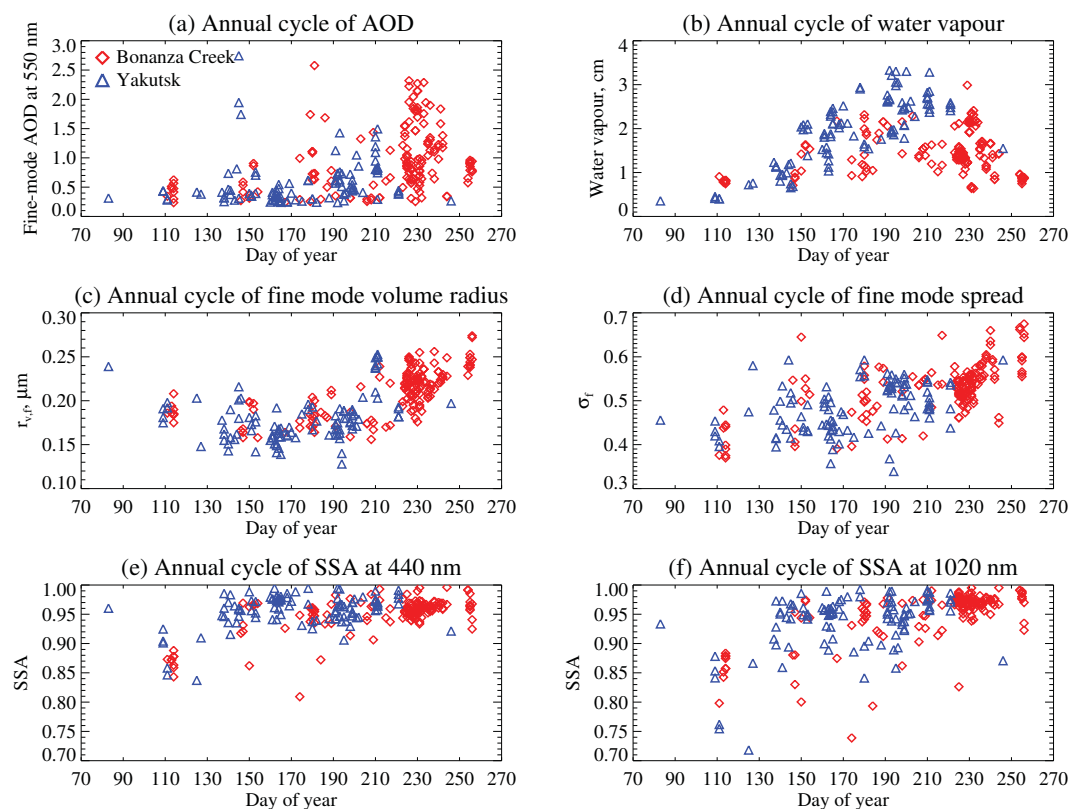 (a) Annual cycle of AOD
Fine−mode AOD at 550 nm
3.0
2.5
2.0
1.5
1.0
0.5
0.0
Bonanza Creek
Yakutsk
70 90 110 130 150 170 190 210 230 250 270
Day of year
(b) Annual cycle of water vapour
Water vapour, cm
4
3
2
1
0
70 90 110 130 150 170 190 210 230 250 270
Day of year
(c) Annual cycle of fine mode volume radius
r_{v,f}, μm
0.30
0.25
0.20
0.15
0.10
70 90 110 130 150 170 190 210 230 250 270
Day of year
(d) Annual cycle of fine mode spread
σ_f
0.7
0.6
0.5
0.4
0.3
70 90 110 130 150 170 190 210 230 250 270
Day of year
(e) Annual cycle of SSA at 440 nm
SSA
1.00
0.95
0.90
0.85
0.80
0.75
0.70
70 90 110 130 150 170 190 210 230 250 270
Day of year
(f) Annual cycle of SSA at 1020 nm
SSA
1.00
0.95
0.90
0.85
0.80
0.75
0.70
70 90 110 130 150 170 190 210 230 250 270
Day of year